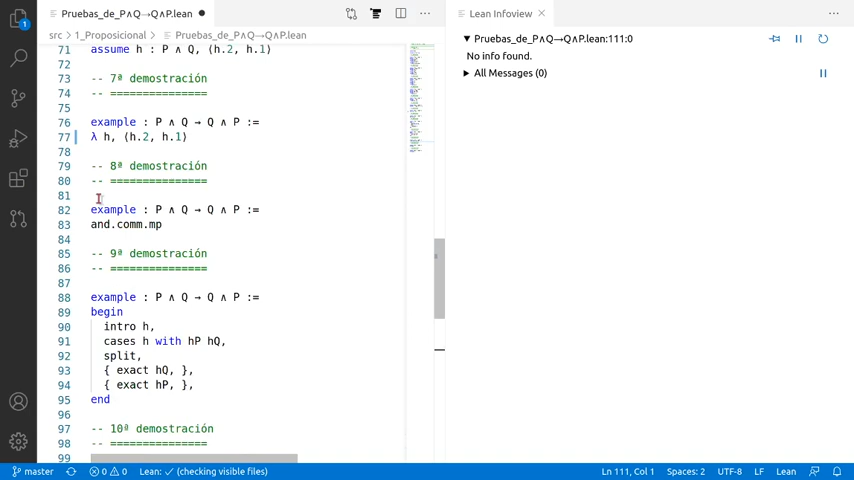 Pruebas_de_P∧Q→Q∧P.lean ●
Lean Infoview ×
src > 1_Proposicional > Pruebas_de_P∧Q→Q∧P.lean
71 assume h : P ∧ Q, ⟨h.2, h.1⟩
72
73 -- 7ª demostración
74 -- ===============
75
76 example : P ∧ Q → Q ∧ P :=
77 λ h, ⟨h.2, h.1⟩
78
79 -- 8ª demostración
80 -- ===============
81
82 example : P ∧ Q → Q ∧ P :=
83 and.comm.mp
84
85 -- 9ª demostración
86 -- ===============
87
88 example : P ∧ Q → Q ∧ P :=
89 begin
90 intro h,
91 cases h with hP hQ,
92 split,
93 { exact hQ, },
94 { exact hP, },
95 end
96
97 -- 10ª demostración
98 -- ===============
99
Pruebas_de_P∧Q→Q∧P.lean:111:0
No info found.
All Messages (0)
1
master
0 0
Lean: ✓ (checking visible files)
Ln 111, Col 1
Spaces: 2
UTF-8
LF
Lean